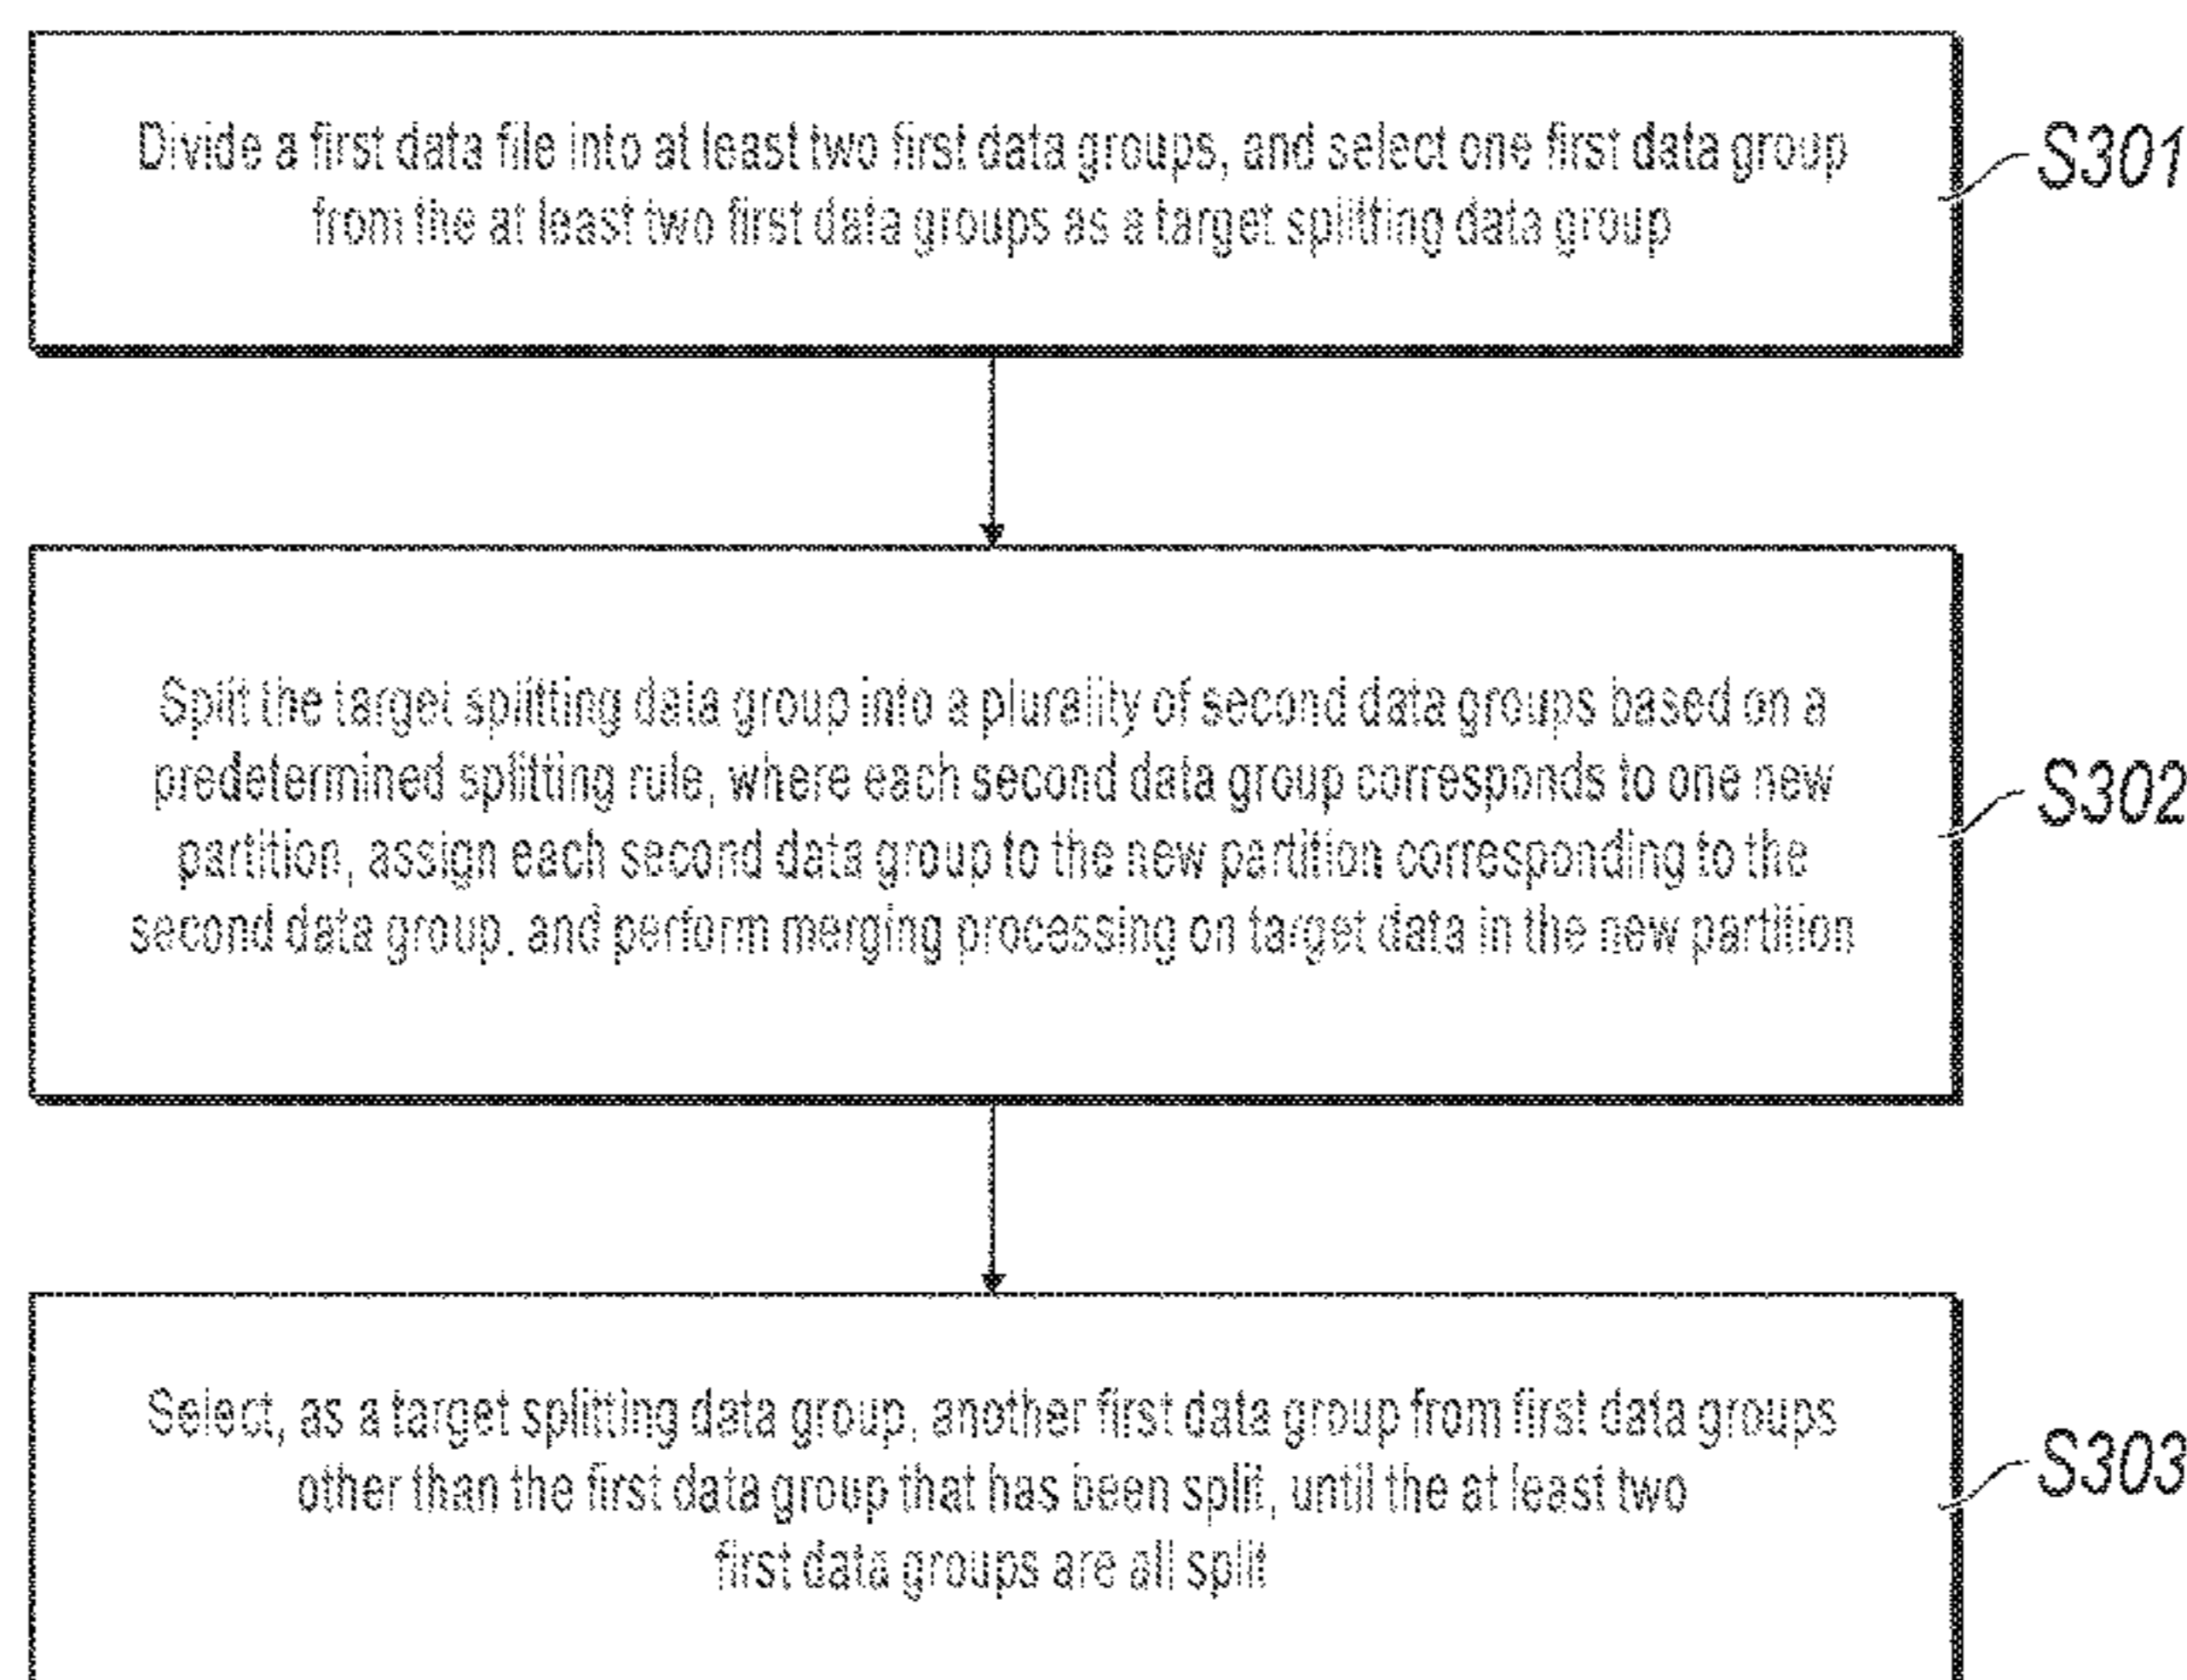 Divide a first data file into at least two first data groups, and select one first data group
from the at least two first data groups as a target splitting data group
S301
Split the target splitting data group into a plurality of second data groups based on a
predetermined splitting rule, where each second data group corresponds to one new
partition, assign each second data group to the new partition corresponding to the
second data group, and perform merging processing on target data in the new partition
S302
Select, as a target splitting data group, another first data group from first data groups
other than the first data group that has been split, until the at least two
first data groups are all split
S303